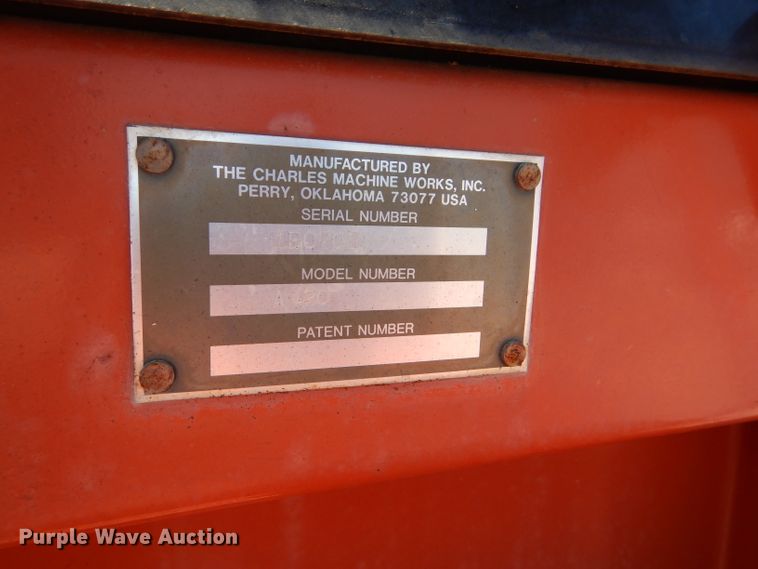 MANUFACTURED BY
THE CHARLES MACHINE WORKS, INC.
PERRY, OKLAHOMA 73077 USA
SERIAL NUMBER
MODEL NUMBER
PATENT NUMBER
Purple Wave Auction